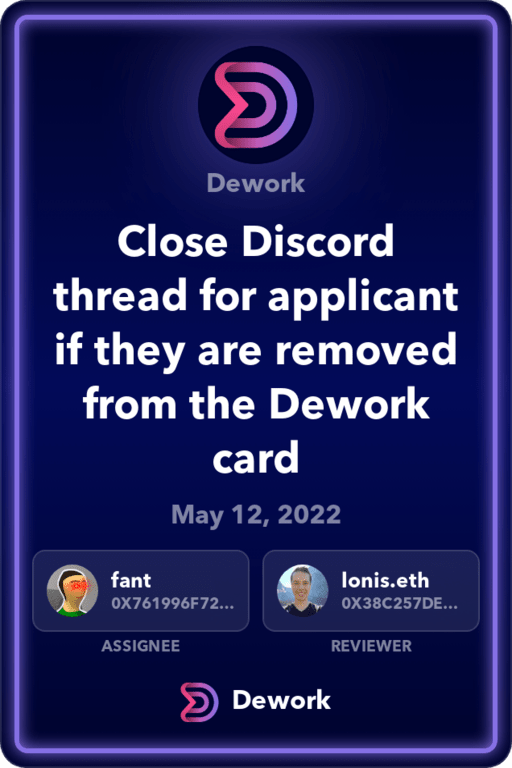 Dework
Close Discord
thread for applicant
if they are removed
from the Dework
card
May 12, 2022
fant
0X761996F72...
lonis.eth
0X38C257DE...
ASSIGNEE
REVIEWER
Dework